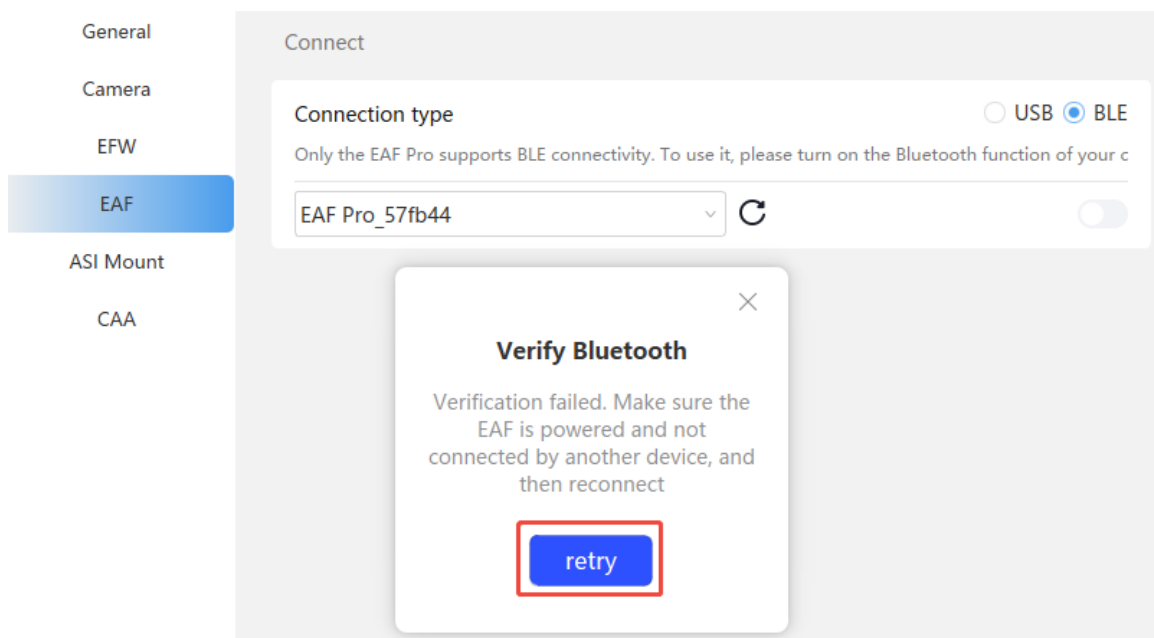 General
Camera
EFW
EAF
ASI Mount
CAA
Connect
Connection type
USB
BLE
Only the EAF Pro supports BLE connectivity. To use it, please turn on the Bluetooth function of your c
EAF Pro_57fb44
Verify Bluetooth
Verification failed. Make sure the
EAF is powered and not
connected by another device, and
then reconnect
retry